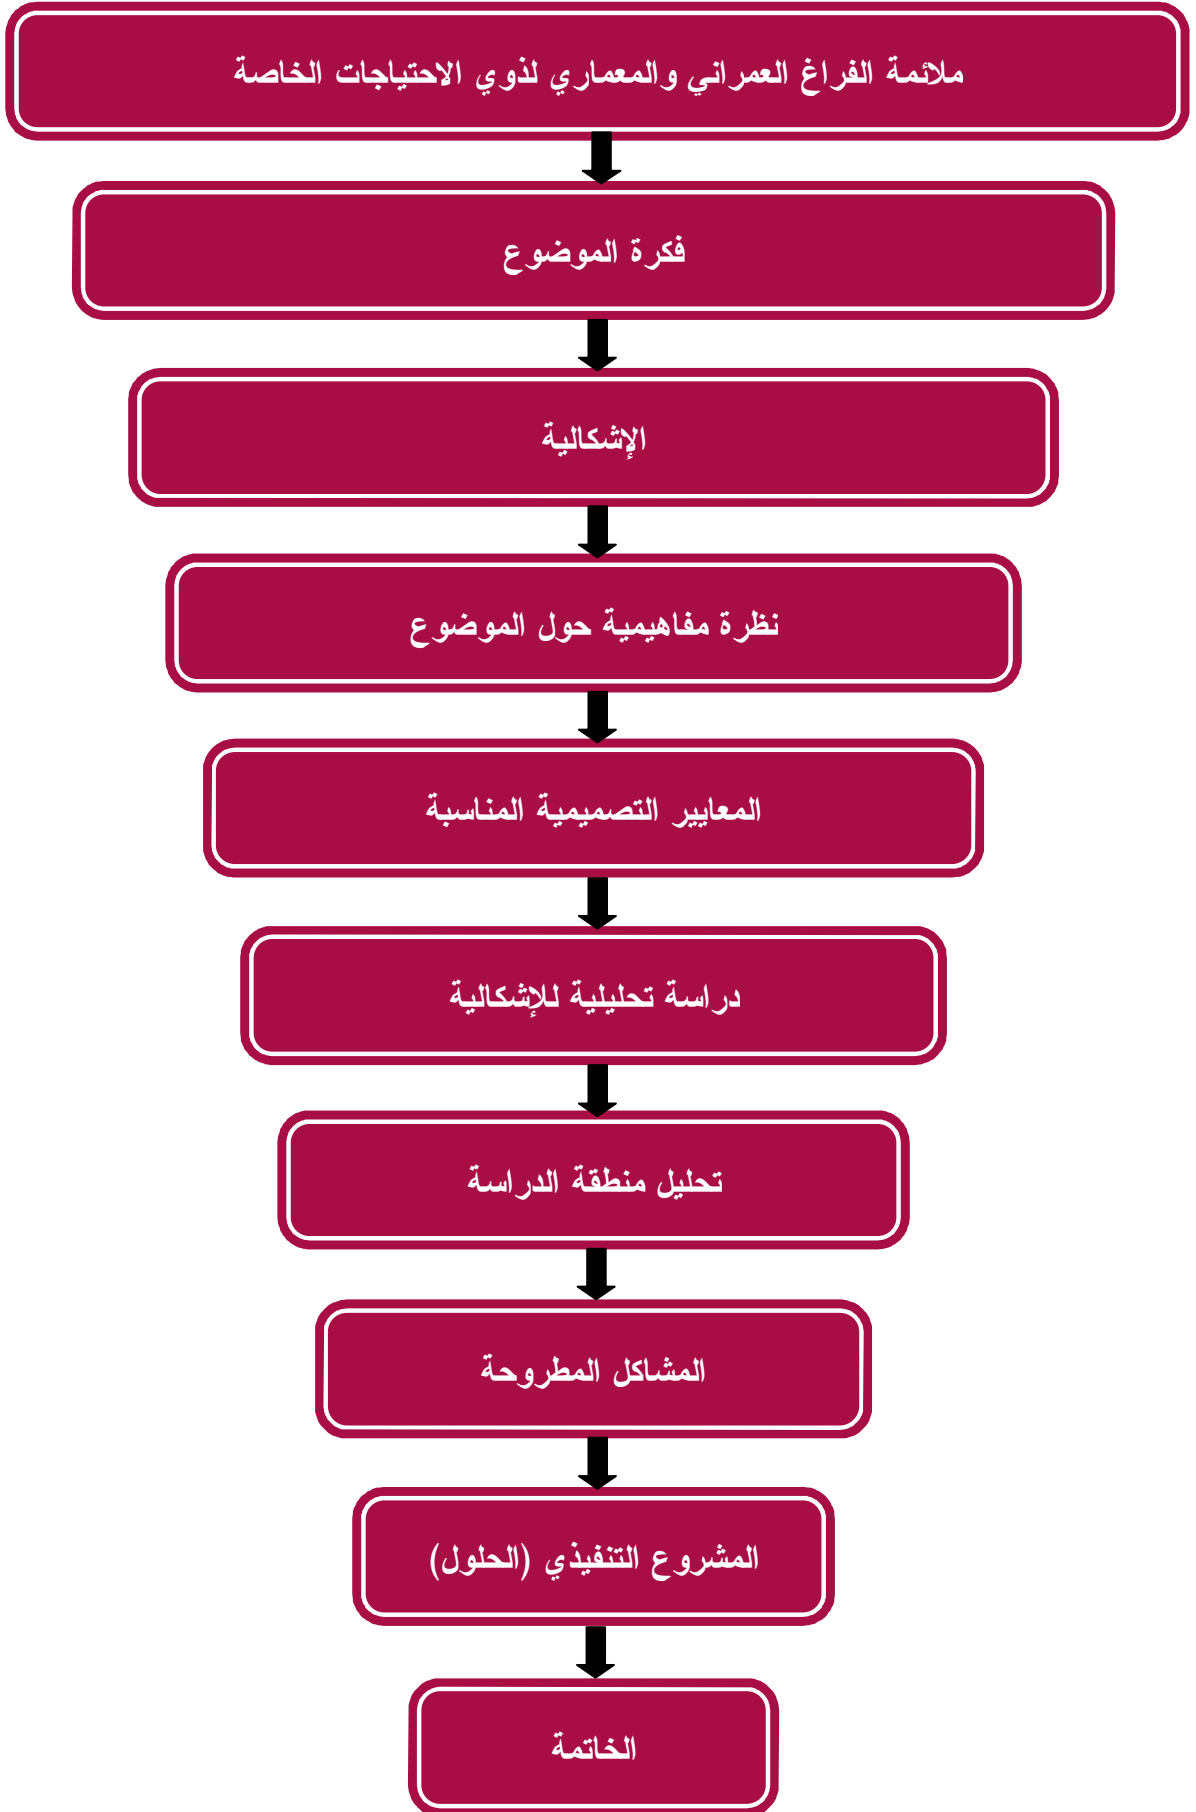 ملائمة الفراغ العمراني والمعماري لذوي الاحتياجات الخاصة
فكرة الموضوع
الإشكالية
نظرة مفاهيمية حول الموضوع
المعايير التصميمية المناسبة
دراسة تحليلية للإشكالية
تحليل منطقة الدراسة
المشاكل المطروحة
المشروع التنفيذي (الحلول)
الخاتمة